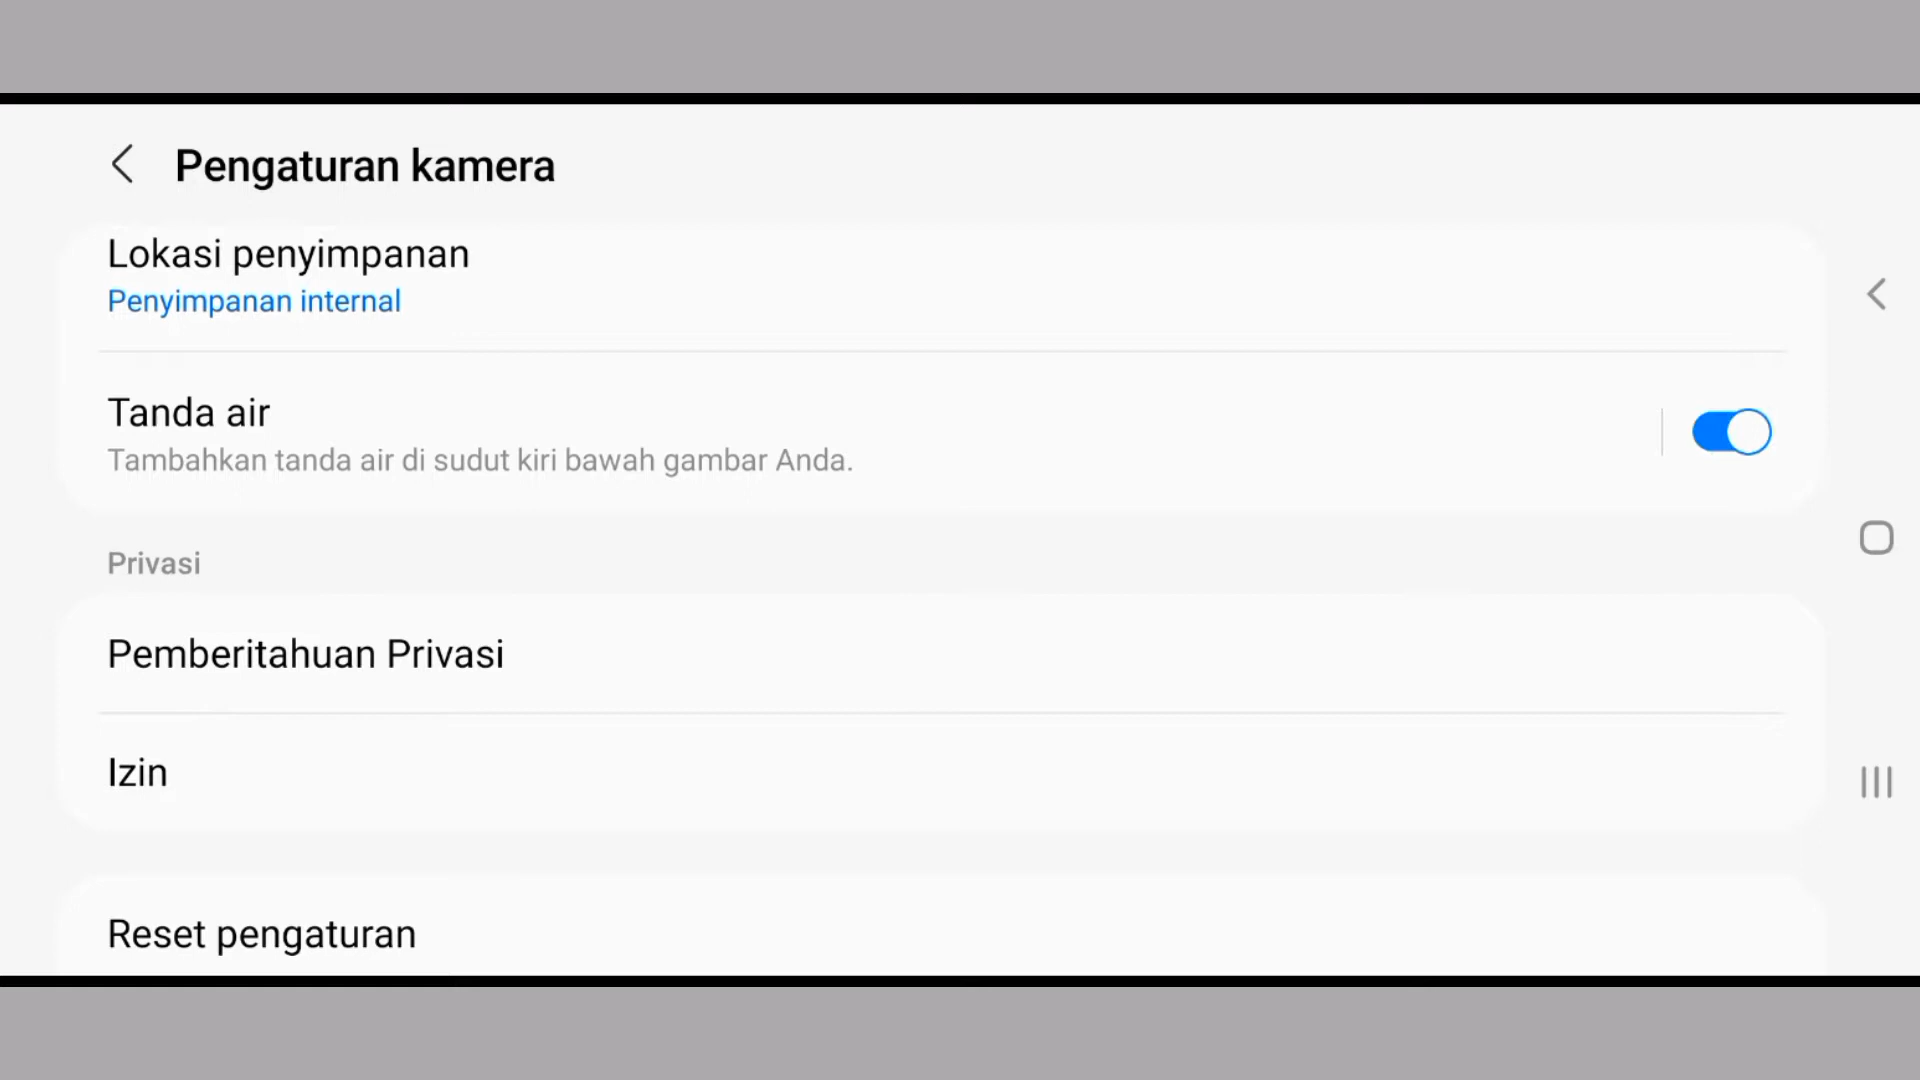 Pengaturan kamera
Lokasi penyimpanan
Penyimpanan internal
Tanda air
Tambahkan tanda air di sudut kiri bawah gambar Anda.
Privasi
Pemberitahuan Privasi
Izin
Reset pengaturan